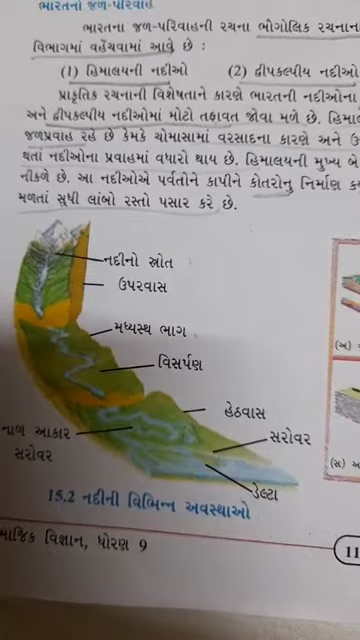 ભારતનો જળ-પરિવાહ
ભારતના જળ-પરિવાહની રચના ભૌગોલિક
વિભાગમાં વહેંચવામાં આવે છે :
(1) હિમાલયની નદીઓ (2) દ્વીપકલ્પીય નદીઓ
પ્રાકૃતિક રચનાની વિશેષતાને કારણે ભારતની નદીઓના
અને દ્વીપકલ્પીય નદીઓમાં મોટો તફાવત જોવા મળે છે.
જળપ્રવાહ રહે છે કેમકે ચોમાસામાં વરસાદના કારણે અને
થતાં નદીઓના પ્રવાહમાં વધારો થાય છે. હિમાલયની મુખ્ય બે
નીકળે છે. આ નદીઓએ પર્વતોને કાપીને કોતરોનુ નિર્માણ
મળતાં સુધી લાંબો રસ્તો પસાર કરે છે.
નદીનો સ્રોત
ઉપરવાસ
મધ્યસ્થ ભાગ
વિસર્પણ
હેઠવાસ
નાળ આકાર
સરોવર
સરોવર
ડેલ્ટા
15.2 નદીની વિભિન્ન અવસ્થાઓ
વિજ્ઞાન, ધોરણ 9
(અ)
(સ)
11